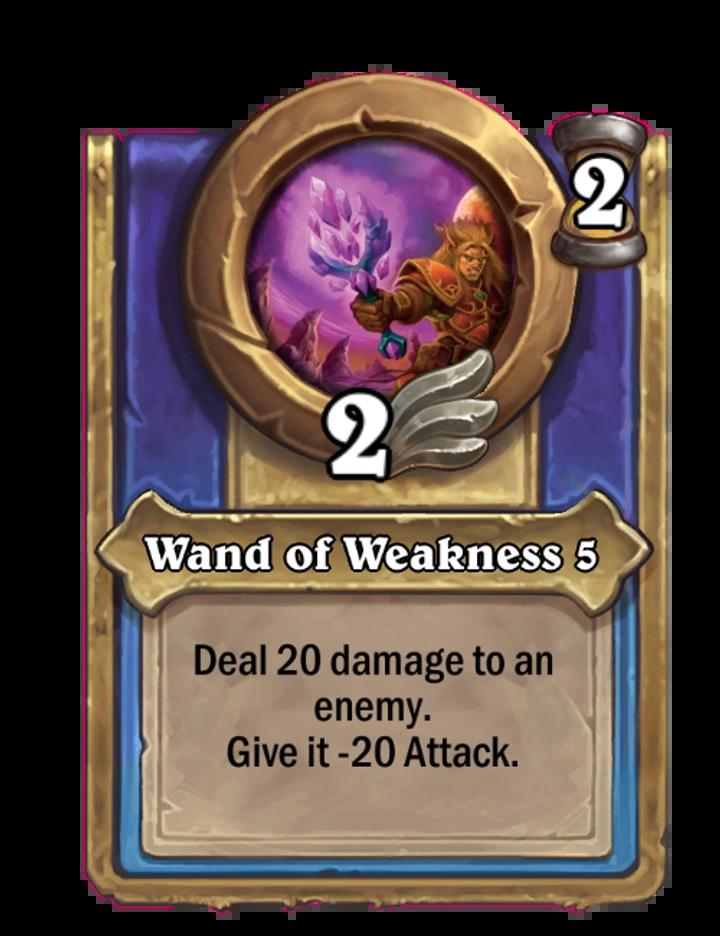 2
2
Wand of Weakness 5
Deal 20 damage to an
enemy.
Give it -20 Attack.